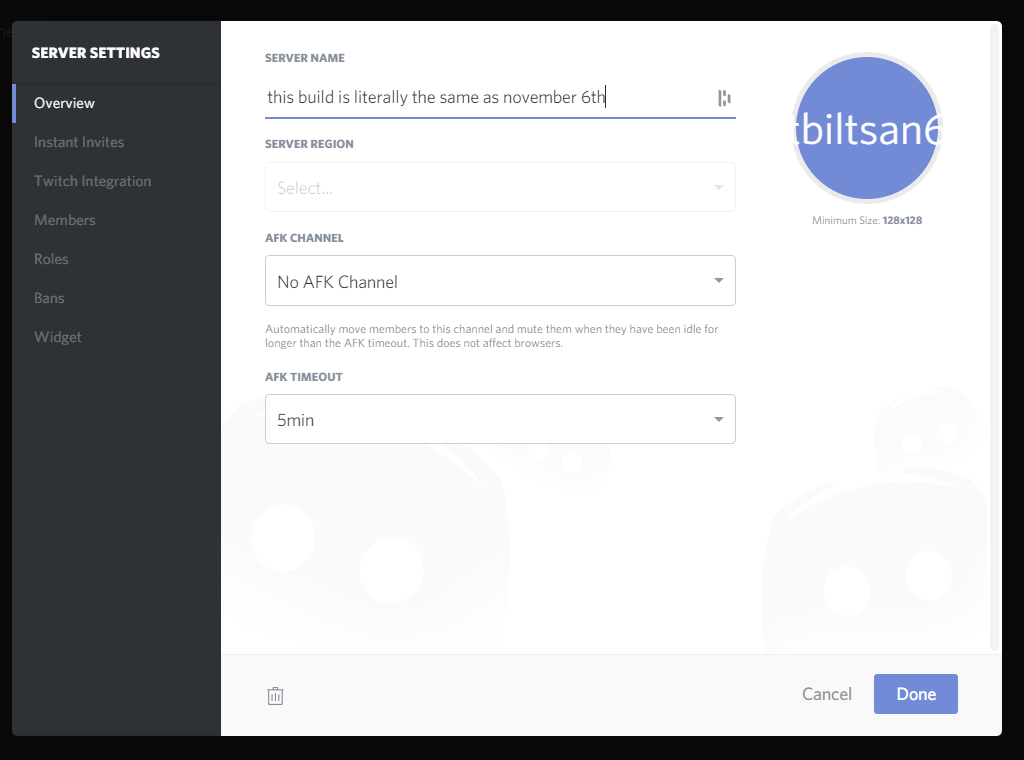 SERVER SETTINGS
Overview
Instant Invites
Twitch Integration
Members
Roles
Bans
Widget
SERVER NAME
this build is literally the same as november 6th
SERVER REGION
Select...
AFK CHANNEL
No AFK Channel
Automatically move members to this channel and mute them when they have been idle for
longer than the AFK timeout. This does not affect browsers.
AFK TIMEOUT
5min
tbiltsan6
Minimum Size: 128x128
Cancel
Done